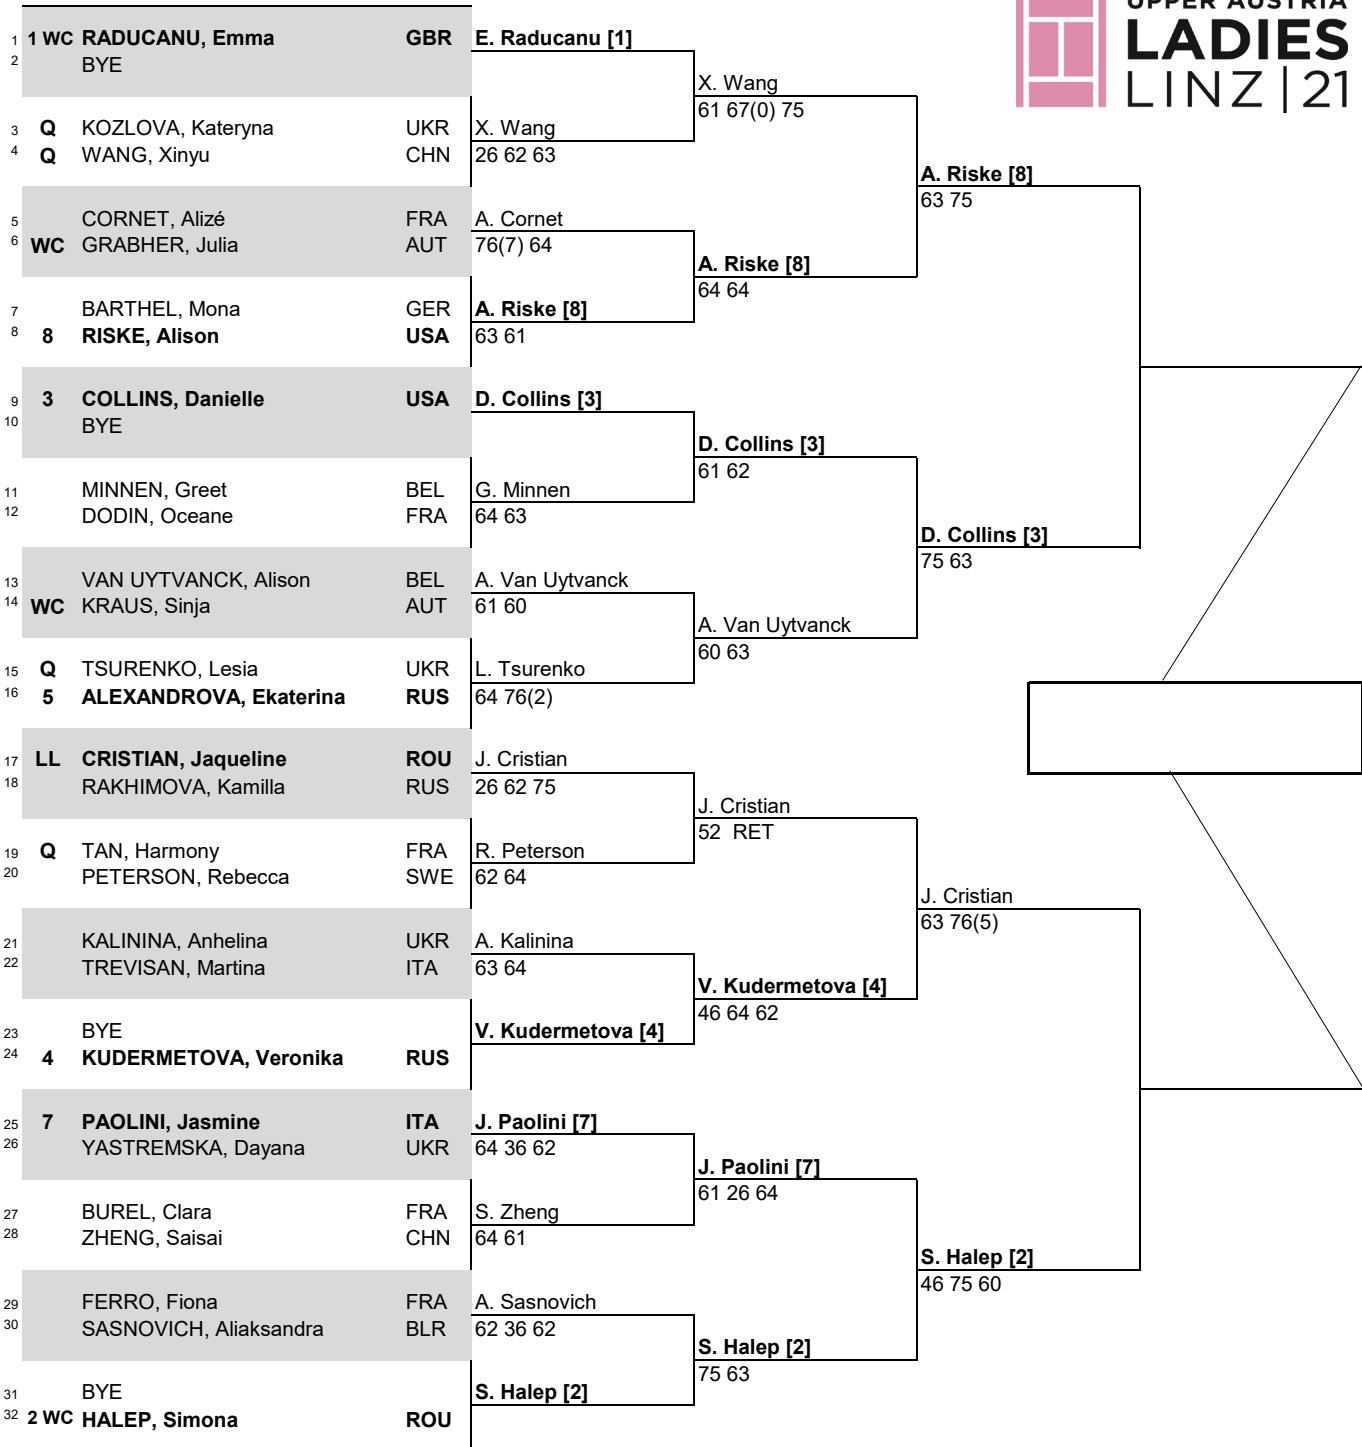 UPPER AUSTRIA
LADIES
LINZ | 21
1 1 WC RADUCANU, Emma GBR E. Raducanu [1]
2 BYE
X. Wang
61 67(0) 75
3 Q KOZLOVA, Kateryna UKR X. Wang
4 Q WANG, Xinyu CHN 26 62 63
A. Riske [8]
63 75
5 CORNET, Alizé FRA A. Cornet
6 WC GRABHER, Julia AUT 76(7) 64
A. Riske [8]
64 64
7 BARTHEL, Mona GER A. Riske [8]
8 8 RISKE, Alison USA 63 61
9 3 COLLINS, Danielle USA D. Collins [3]
10 BYE
D. Collins [3]
61 62
11 MINNEN, Greet BEL G. Minnen
12 DODIN, Oceane FRA 64 63
D. Collins [3]
75 63
13 VAN UYTVANCK, Alison BEL A. Van Uytvanck
14 WC KRAUS, Sinja AUT 61 60
A. Van Uytvanck
60 63
15 Q TSURENKO, Lesia UKR L. Tsurenko
16 5 ALEXANDROVA, Ekaterina RUS 64 76(2)
17 LL CRISTIAN, Jaqueline ROU J. Cristian
18 RAKHIMOVA, Kamilla RUS 26 62 75
J. Cristian
52 RET
19 Q TAN, Harmony FRA R. Peterson
20 PETERSON, Rebecca SWE 62 64
J. Cristian
63 76(5)
21 KALININA, Anhelina UKR A. Kalinina
22 TREVISAN, Martina ITA 63 64
V. Kudermetova [4]
46 64 62
23 BYE V. Kudermetova [4]
24 4 KUDERMETOVA, Veronika RUS
25 7 PAOLINI, Jasmine ITA J. Paolini [7]
26 YASTREMSKA, Dayana UKR 64 36 62
J. Paolini [7]
61 26 64
27 BUREL, Clara FRA S. Zheng
28 ZHENG, Saisai CHN 64 61
S. Halep [2]
46 75 60
29 FERRO, Fiona FRA A. Sasnovich
30 SASNOVICH, Aliaksandra BLR 62 36 62
S. Halep [2]
75 63
31 BYE S. Halep [2]
32 2 WC HALEP, Simona ROU